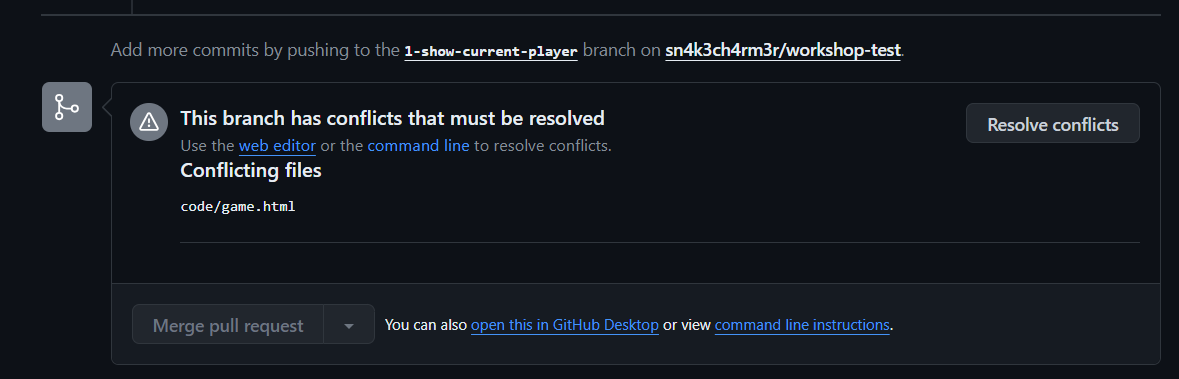 Add more commits by pushing to the 1-show-current-player branch on sn4k3ch4rm3r/workshop-test.
This branch has conflicts that must be resolved
Resolve conflicts
Use the web editor or the command line to resolve conflicts.
Conflicting files
code/game.html
Merge pull request
You can also open this in GitHub Desktop or view command line instructions.